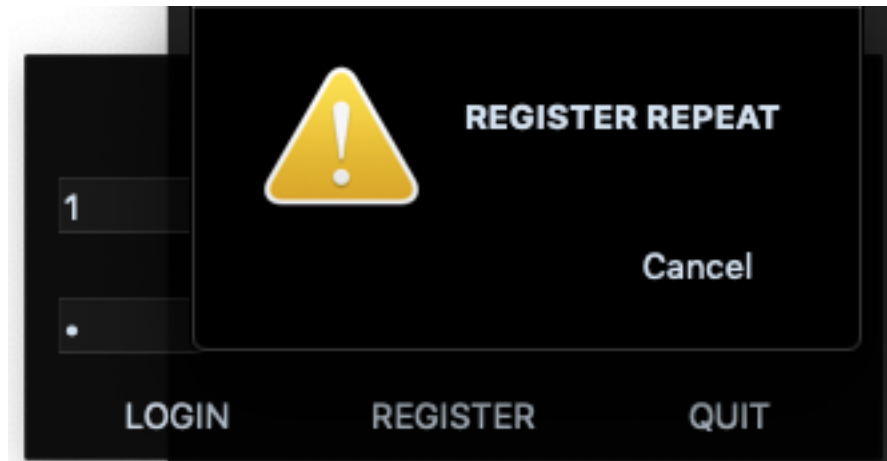 REGISTER REPEAT
1
Cancel
•
LOGIN REGISTER QUIT